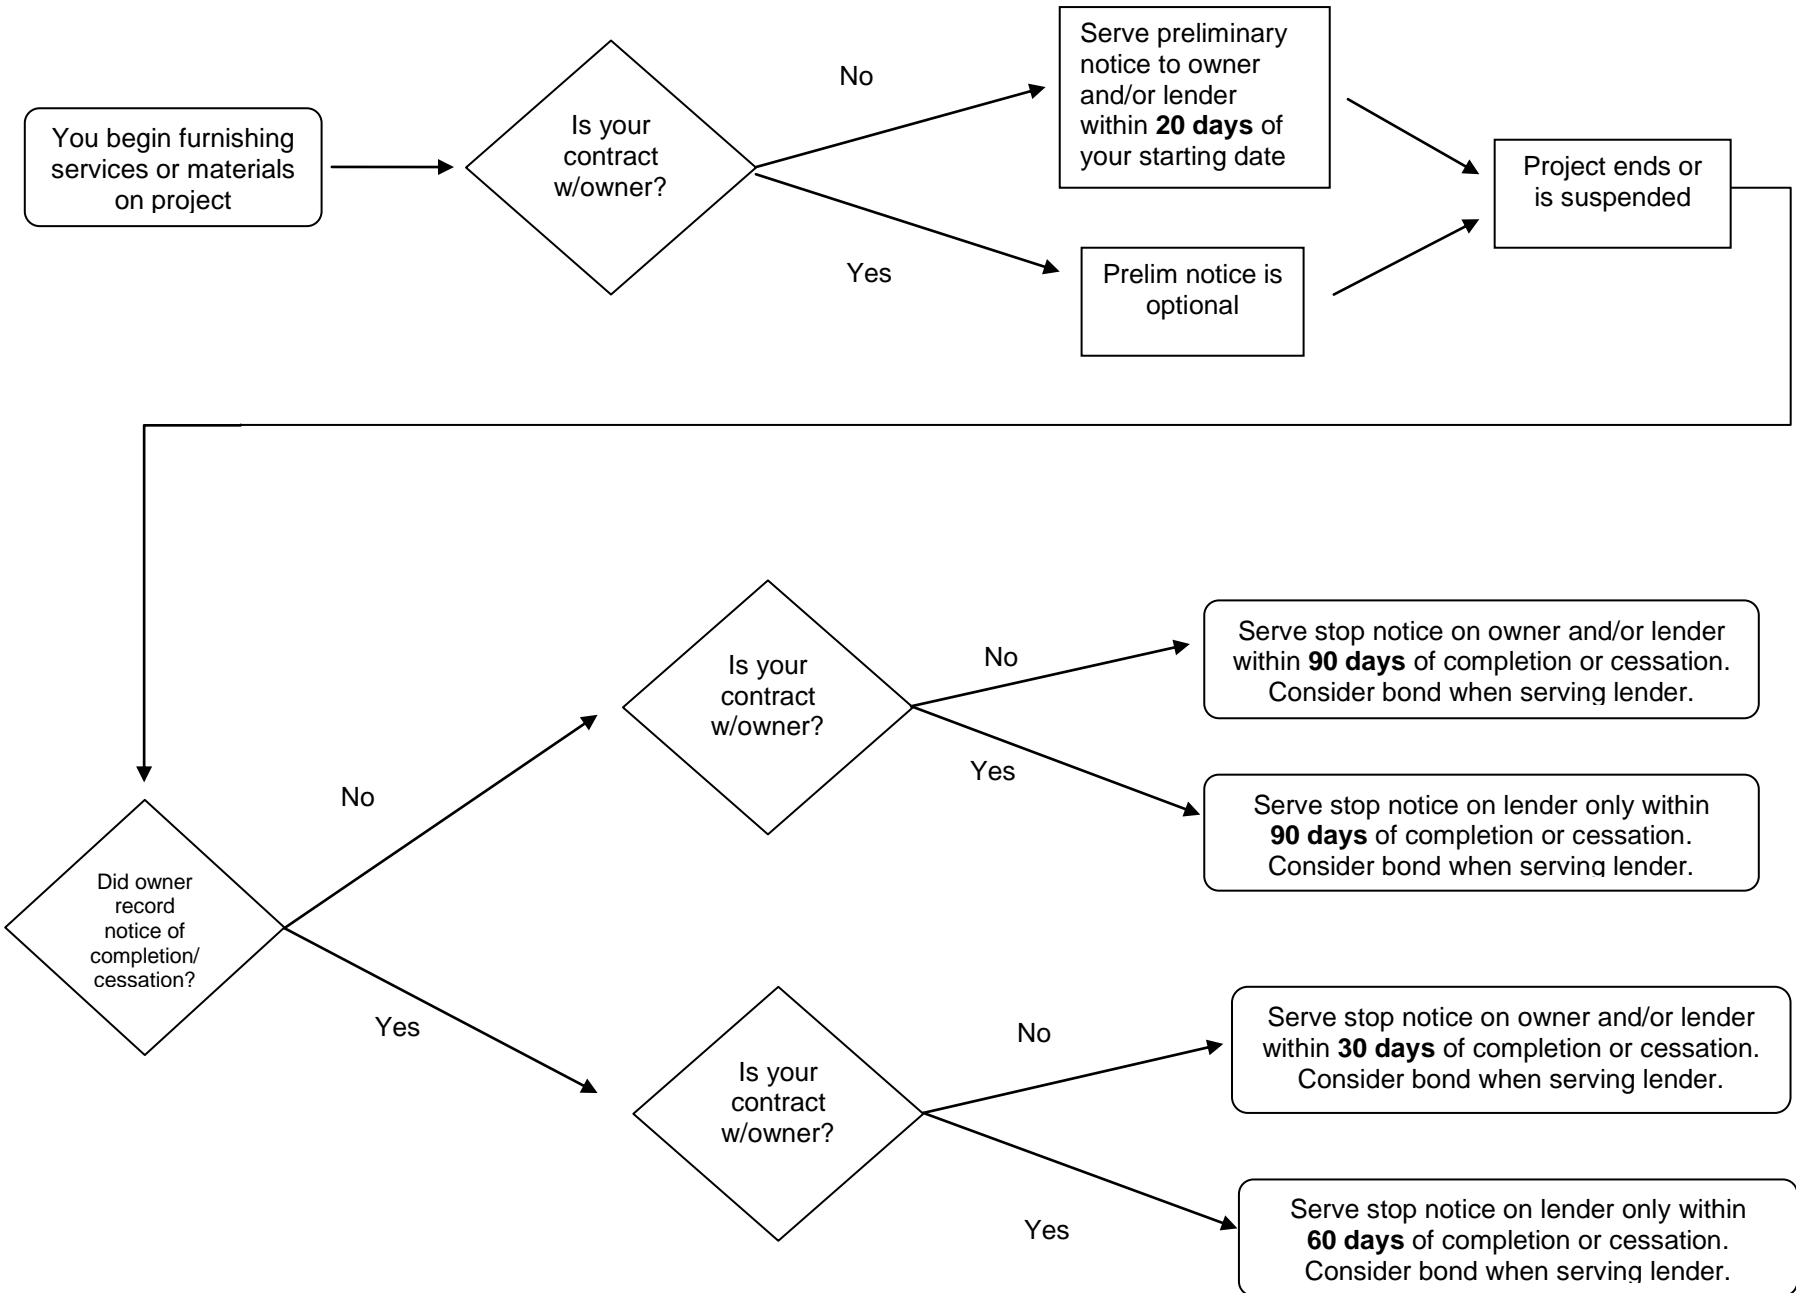 You begin furnishing
services or materials
on project
Is your
contract
w/owner?
No
Yes
Serve preliminary
notice to owner
and/or lender
within 20 days of
your starting date
Prelim notice is
optional
Project ends or
is suspended
Did owner
record
notice of
completion/
cessation?
No
Yes
Is your
contract
w/owner?
No
Yes
Serve stop notice on owner and/or lender
within 90 days of completion or cessation.
Consider bond when serving lender.
Serve stop notice on lender only within
90 days of completion or cessation.
Consider bond when serving lender.
Is your
contract
w/owner?
No
Yes
Serve stop notice on owner and/or lender
within 30 days of completion or cessation.
Consider bond when serving lender.
Serve stop notice on lender only within
60 days of completion or cessation.
Consider bond when serving lender.